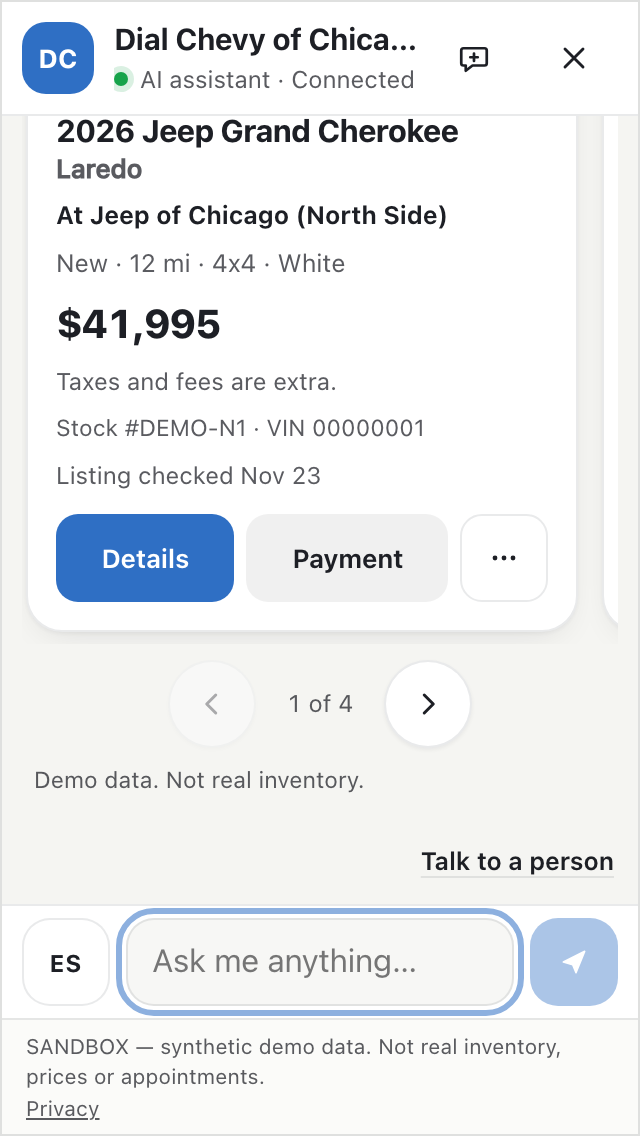 DC
Dial Chevy of Chica...
AI assistant · Connected
2026 Jeep Grand Cherokee
Laredo
At Jeep of Chicago (North Side)
New · 12 mi · 4x4 · White
$41,995
Taxes and fees are extra.
Stock #DEMO-N1 · VIN 00000001
Listing checked Nov 23
Details
Payment
...
1 of 4
Demo data. Not real inventory.
Talk to a person
ES
Ask me anything...
SANDBOX — synthetic demo data. Not real inventory,
prices or appointments.
Privacy